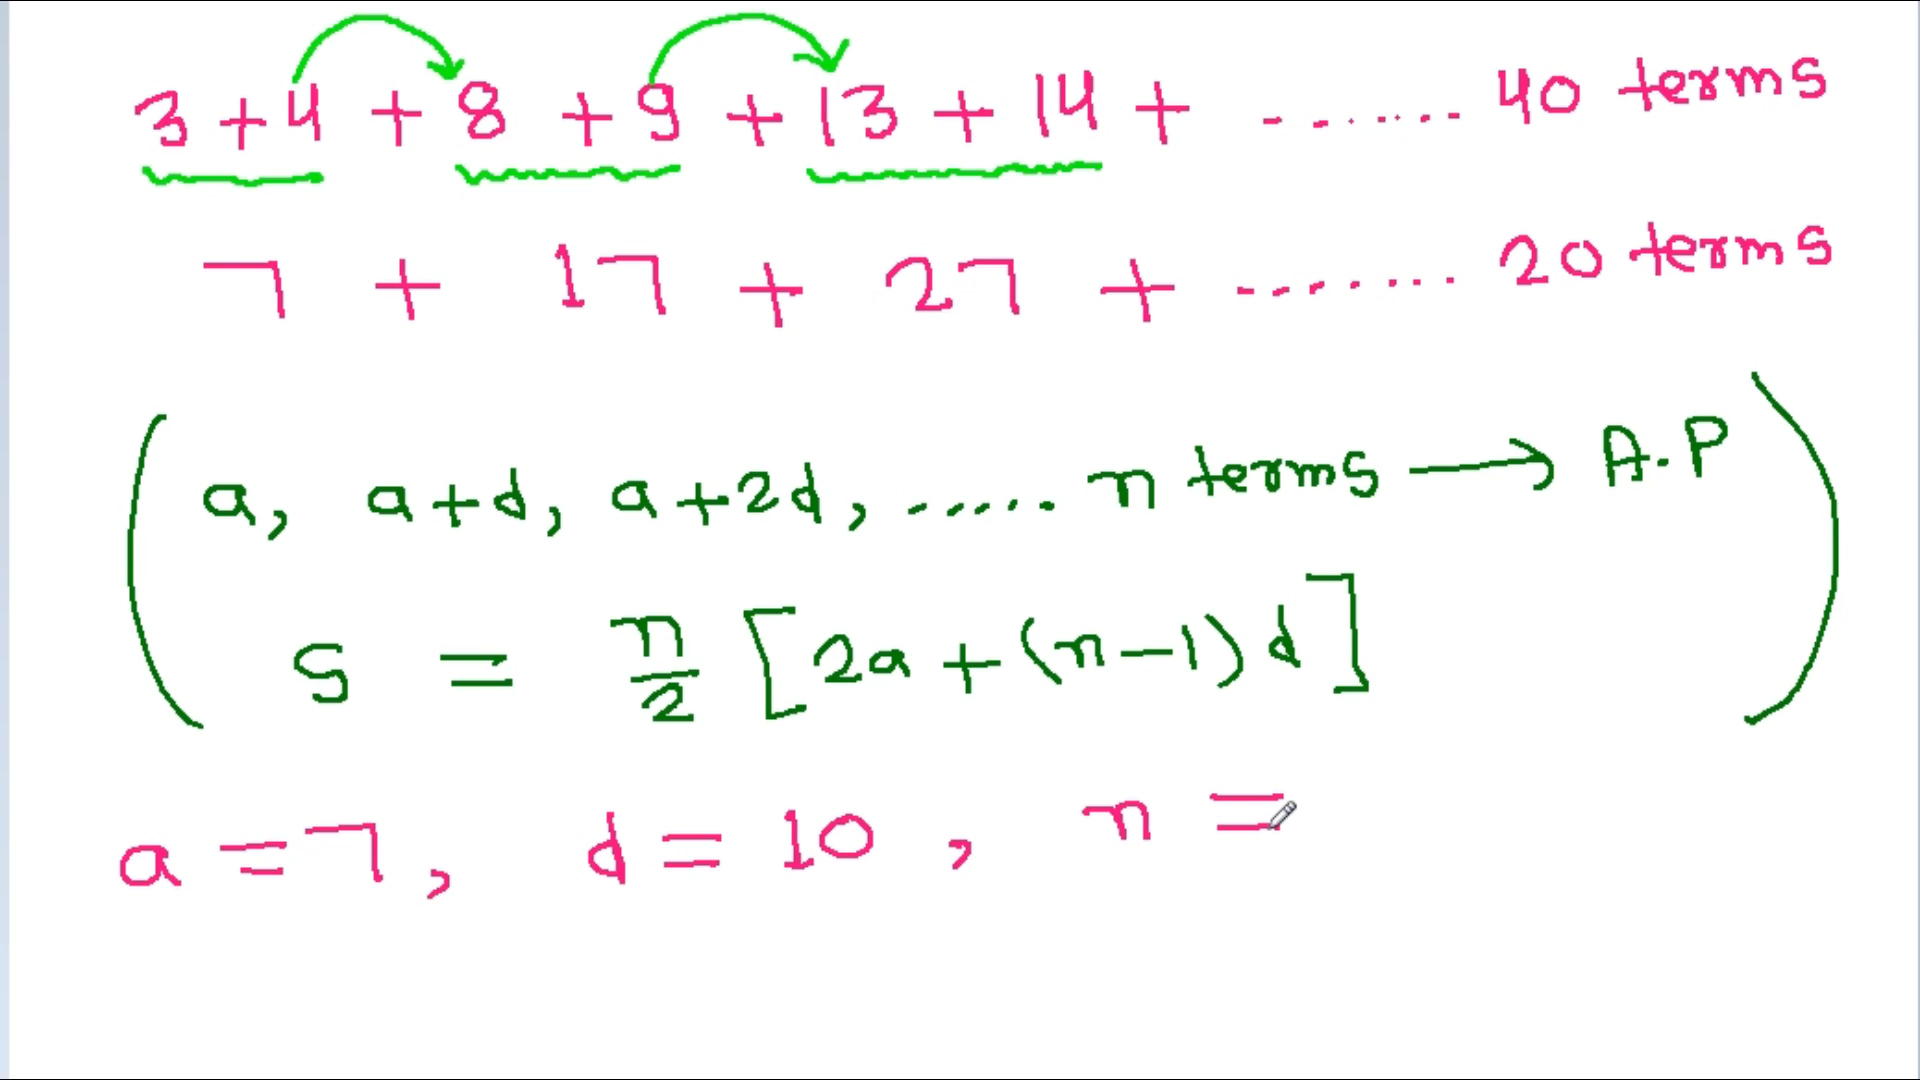 3 + 4 + 8 + 9 + 13 + 14 + ....... 40 terms
7 + 17 + 27 + ........ 20 terms
a, a+d, a+2d, ..... n terms → A.P
S = n/2 [2a + (n-1) d]
a = 7, d = 10, n =